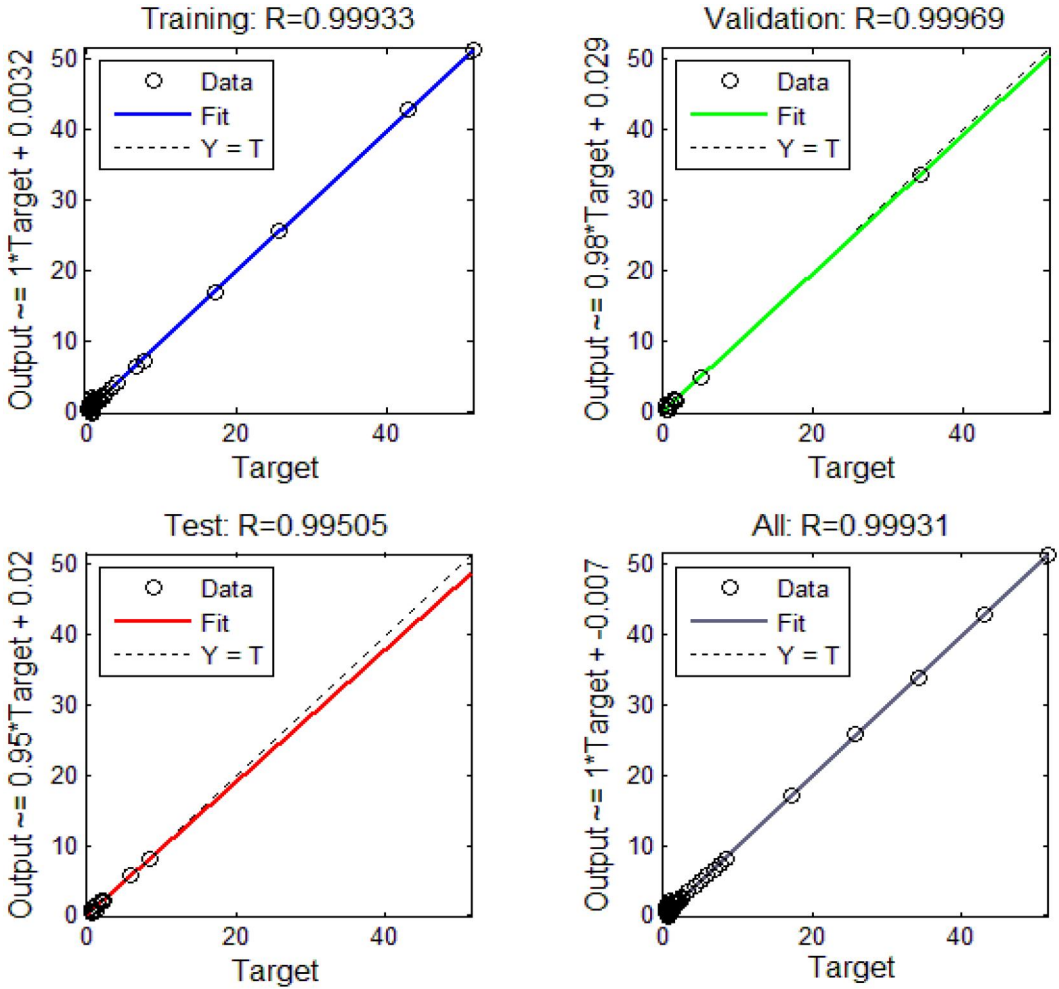 Training: R=0.99933
Output ~= 1*Target + 0.0032
50
40
30
20
10
0
Data
Fit
Y = T
0 20 40
Target
Validation: R=0.99969
Output ~= 0.98*Target + 0.029
50
40
30
20
10
0
Data
Fit
Y = T
0 20 40
Target
Test: R=0.99505
Output ~= 0.95*Target + 0.02
50
40
30
20
10
0
Data
Fit
Y = T
0 20 40
Target
All: R=0.99931
Output ~= 1*Target + -0.007
50
40
30
20
10
0
Data
Fit
Y = T
0 20 40
Target